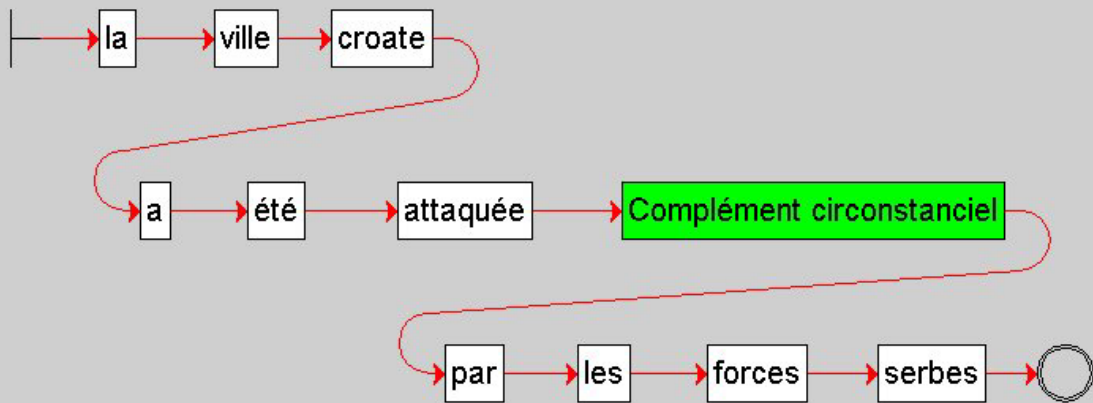 la ville croate
a été attaquée Complément circonstanciel
par les forces serbes